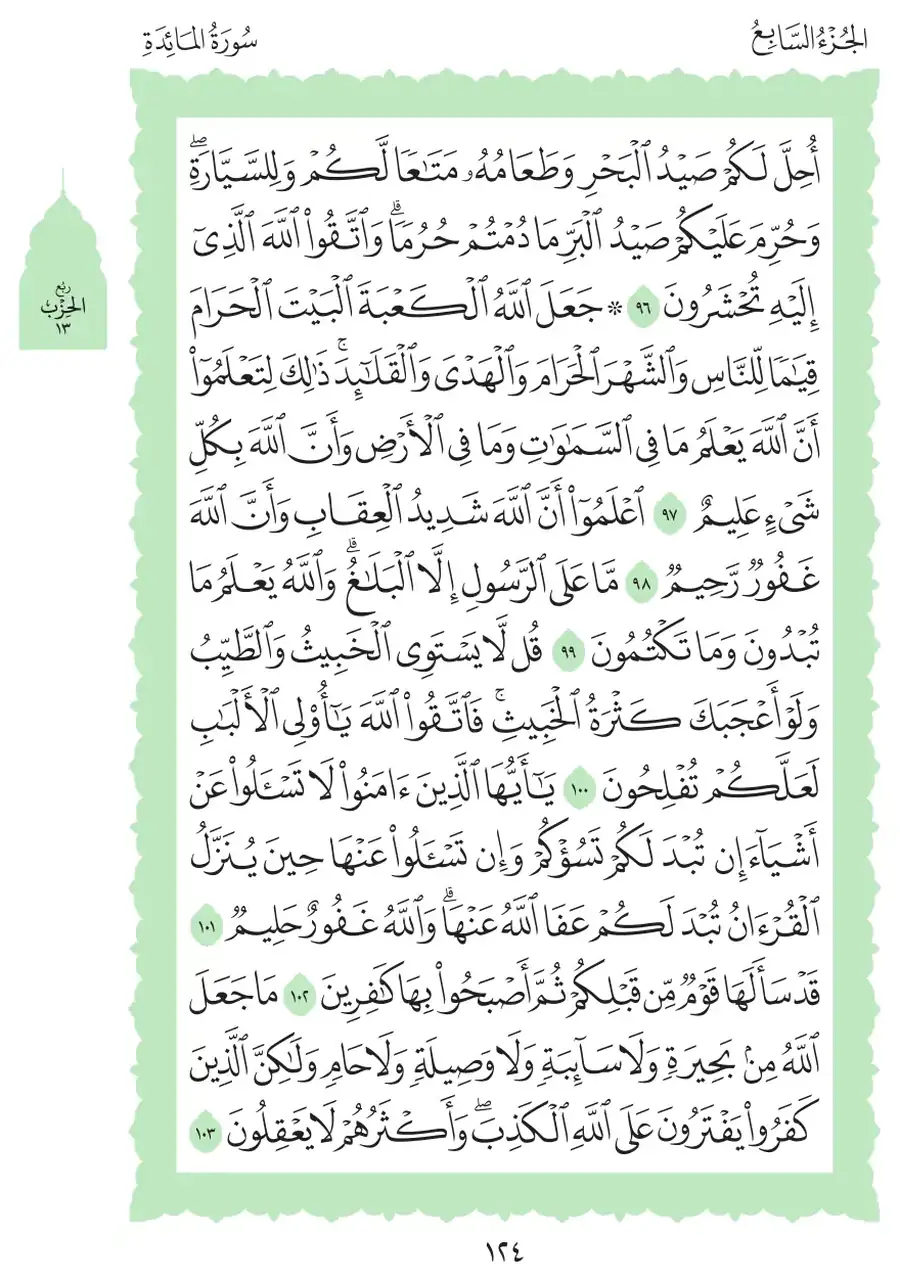 الجُزْءُ السَّابِعُ
سُورَةُ المَائِدَةِ
أُحِلَّ لَكُمۡ صَيۡدُ ٱلۡبَحۡرِ وَطَعَامُهُۥ مَتَٰعٗا لَّكُمۡ وَلِلسَّيَّارَةِۖ
وَحُرِّمَ عَلَيۡكُمۡ صَيۡدُ ٱلۡبَرِّ مَا دُمۡتُمۡ حُرُمٗاۗ وَٱتَّقُواْ ٱللَّهَ ٱلَّذِيٓ
إِلَيۡهِ تُحۡشَرُونَ ٩٦ ۞ جَعَلَ ٱللَّهُ ٱلۡكَعۡبَةَ ٱلۡبَيۡتَ ٱلۡحَرَامَ
قِيَٰمٗا لِّلنَّاسِ وَٱلشَّهۡرَ ٱلۡحَرَامَ وَٱلۡهَدۡيَ وَٱلۡقَلَٰٓئِدَۚ ذَٰلِكَ لِتَعۡلَمُوٓاْ
أَنَّ ٱللَّهَ يَعۡلَمُ مَا فِي ٱلسَّمَٰوَٰتِ وَمَا فِي ٱلۡأَرۡضِ وَأَنَّ ٱللَّهَ بِكُلِّ
شَيۡءٍ عَلِيمٌ ٩٧ ٱعۡلَمُوٓاْ أَنَّ ٱللَّهَ شَدِيدُ ٱلۡعِقَابِ وَأَنَّ ٱللَّهَ
غَفُورٞ رَّحِيمٞ ٩٨ مَّا عَلَى ٱلرَّسُولِ إِلَّا ٱلۡبَلَٰغُۗ وَٱللَّهُ يَعۡلَمُ مَا
تُبۡدُونَ وَمَا تَكۡتُمُونَ ٩٩ قُل لَّا يَسۡتَوِي ٱلۡخَبِيثُ وَٱلطَّيِّبُ
وَلَوۡ أَعۡجَبَكَ كَثۡرَةُ ٱلۡخَبِيثِۚ فَٱتَّقُواْ ٱللَّهَ يَٰٓأُوْلِي ٱلۡأَلۡبَٰبِ
لَعَلَّكُمۡ تُفۡلِحُونَ ١٠٠ يَٰٓأَيُّهَا ٱلَّذِينَ ءَامَنُواْ لَا تَسۡـَٔلُواْ عَنۡ
أَشۡيَآءَ إِن تُبۡدَ لَكُمۡ تَسُؤۡكُمۡ وَإِن تَسۡـَٔلُواْ عَنۡهَا حِينَ يُنَزَّلُ
ٱلۡقُرۡءَانُ تُبۡدَ لَكُمۡ عَفَا ٱللَّهُ عَنۡهَاۗ وَٱللَّهُ غَفُورٌ حَلِيمٞ ١٠١
قَدۡ سَأَلَهَا قَوۡمٞ مِّن قَبۡلِكُمۡ ثُمَّ أَصۡبَحُواْ بِهَا كَٰفِرِينَ ١٠٢ مَا جَعَلَ
ٱللَّهُ مِنۢ بَحِيرَةٖ وَلَا سَآئِبَةٖ وَلَا وَصِيلَةٖ وَلَا حَامٖ وَلَٰكِنَّ ٱلَّذِينَ
كَفَرُواْ يَفۡتَرُونَ عَلَى ٱللَّهِ ٱلۡكَذِبَۖ وَأَكۡثَرُهُمۡ لَا يَعۡقِلُونَ ١٠٣
رُبْع
الحِزْب
١٣
١٢٤